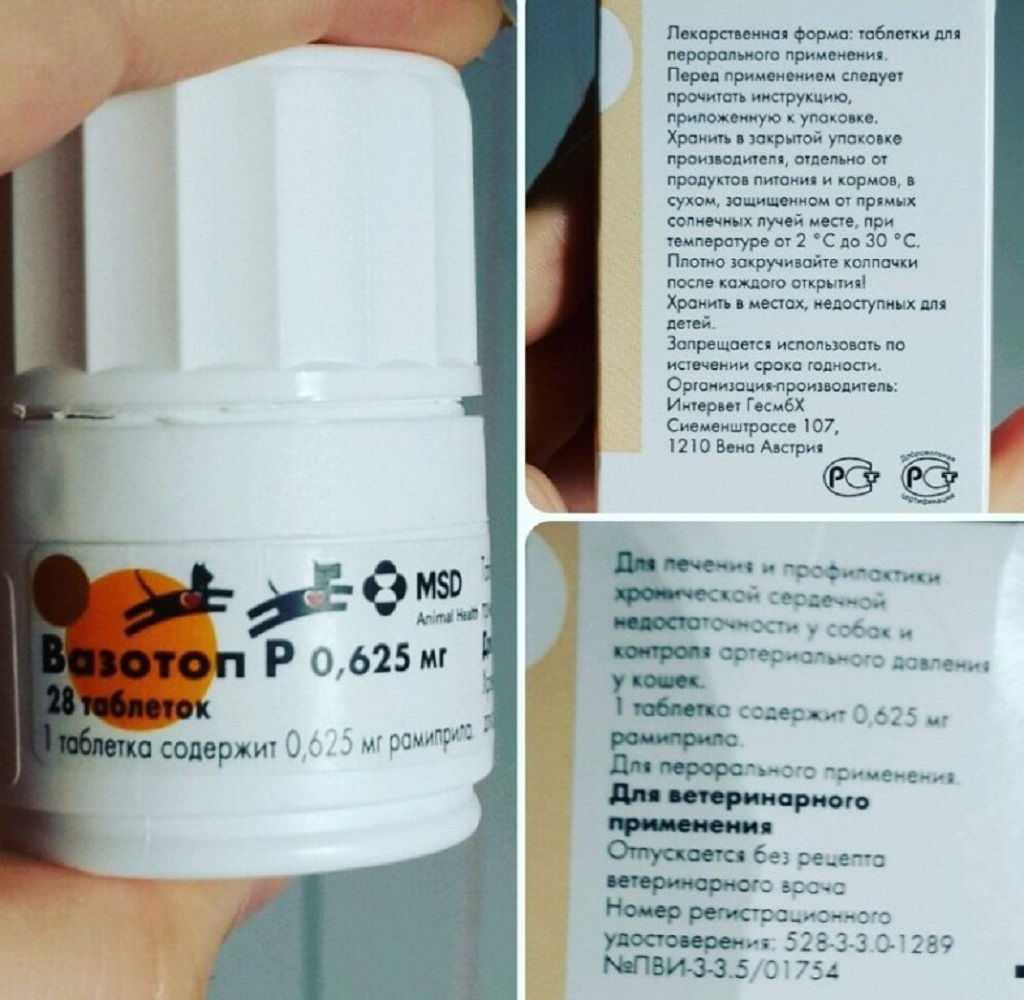 MSD
Animal Health
Вазотоп Р 0,625 мг
28 таблеток
1 таблетка содержит 0,625 мг рамиприла.
Лекарственная форма: таблетки для
перорального применения.
Перед применением следует
прочитать инструкцию,
приложенную к упаковке.
Хранить в закрытой упаковке
производителя, отдельно от
продуктов питания и кормов, в
сухом, защищенном от прямых
солнечных лучей месте, при
температуре от 2 °С до 30 °С.
Плотно закручивайте колпачки
после каждого открытия!
Хранить в местах, недоступных для
детей.
Запрещается использовать по
истечении срока годности.
Организация-производитель:
Интервет ГесмбХ
Сиеменштрассе 107,
1210 Вена Австрия
РСТ
Добровольная
РСТ
сертификация
Для лечения и профилактики
хронической сердечной
недостаточности у собак и
контроля артериального давления
у кошек.
1 таблетка содержит 0,625 мг
рамиприла.
Для перорального применения.
Для ветеринарного
применения
Отпускается без рецепта
ветеринарного врача
Номер регистрационного
удостоверения: 528-3-3.0-1289
№ПВИ-3-3.5/01754